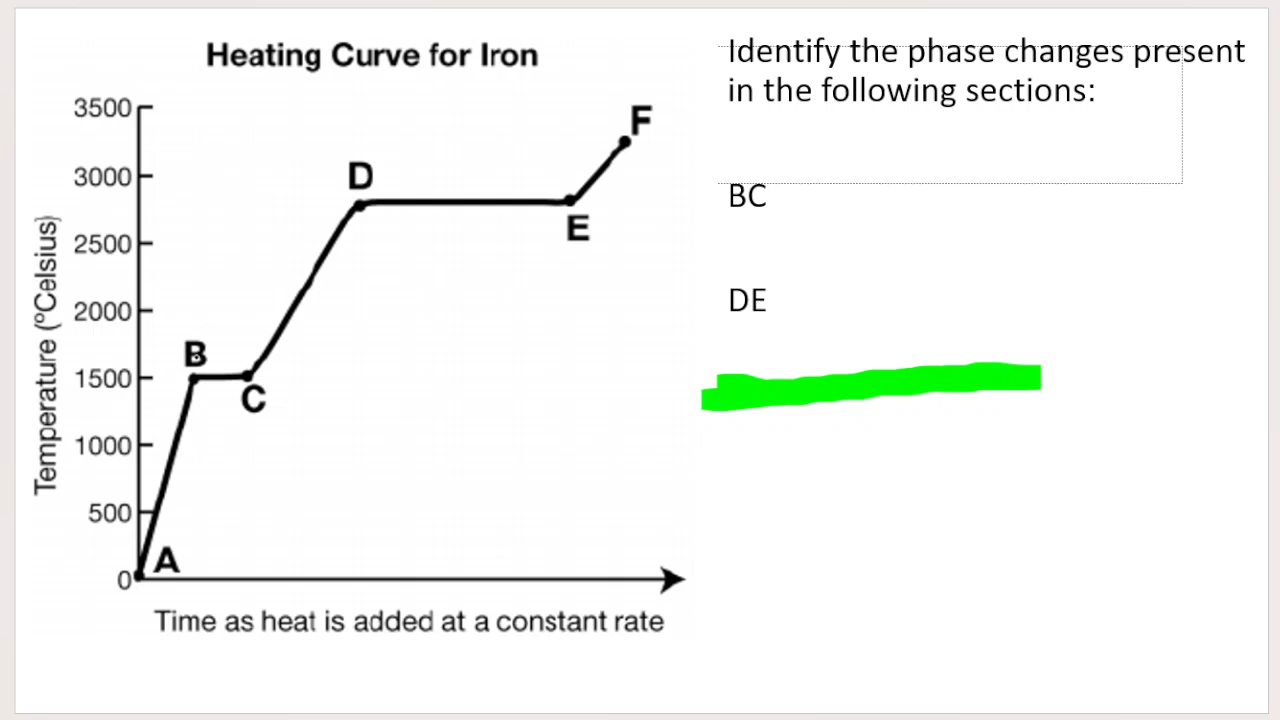 Heating Curve for Iron
3500
3000
2500
2000
1500
1000
500
0
Temperature (ºCelsius)
A
B
C
D
E
F
Time as heat is added at a constant rate
Identify the phase changes present
in the following sections:
BC
DE